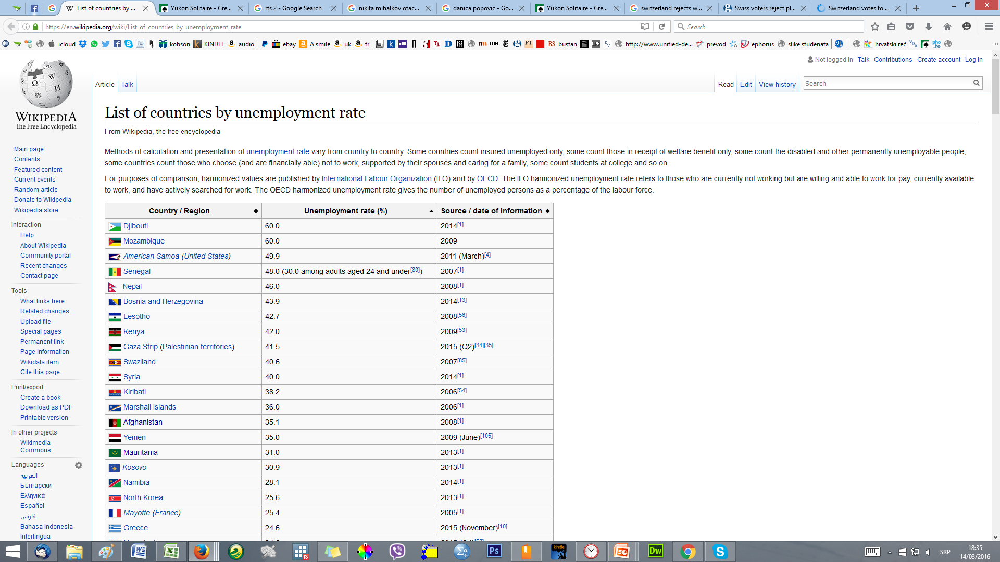 List of countries by ...
Yukon Solitaire - Gre...
rts 2 - Google Search
nikita mihalkov otac...
danica popovic - Go...
Yukon Solitaire - Gre...
switzerland rejects w...
Swiss voters reject pl...
Switzerland votes to ...
https://en.wikipedia.org/wiki/List_of_countries_by_unemployment_rate
Search
icloud
kobson
KINDLE
audio
ebay
A smile
uk
fr
BS
bustan
http://www.unified-de...
prevod
ephorus
slike studenata
hrvatski reč
Not logged in Talk Contributions Create account Log in
Article Talk
Read Edit View history
Search
WIKIPEDIA
The Free Encyclopedia
Main page
Contents
Featured content
Current events
Random article
Donate to Wikipedia
Wikipedia store
Interaction
Help
About Wikipedia
Community portal
Recent changes
Contact page
Tools
What links here
Related changes
Upload file
Special pages
Permanent link
Page information
Wikidata item
Cite this page
Print/export
Create a book
Download as PDF
Printable version
In other projects
Wikimedia
Commons
Languages
العربية
Български
Ελληνικά
Español
فارسی
Bahasa Indonesia
Interlingua
List of countries by unemployment rate
From Wikipedia, the free encyclopedia
Methods of calculation and presentation of unemployment rate vary from country to country. Some countries count insured unemployed only, some count those in receipt of welfare benefit only, some count the disabled and other permanently unemployable people,
some countries count those who choose (and are financially able) not to work, supported by their spouses and caring for a family, some count students at college and so on.
For purposes of comparison, harmonized values are published by International Labour Organization (ILO) and by OECD. The ILO harmonized unemployment rate refers to those who are currently not working but are willing and able to work for pay, currently available
to work, and have actively searched for work. The OECD harmonized unemployment rate gives the number of unemployed persons as a percentage of the labour force.
Country / Region Unemployment rate (%) Source / date of information
Djibouti 60.0 2014[1]
Mozambique 60.0 2009
American Samoa (United States) 49.9 2011 (March)[4]
Senegal 48.0 (30.0 among adults aged 24 and under[80]) 2007[1]
Nepal 46.0 2008[1]
Bosnia and Herzegovina 43.9 2014[13]
Lesotho 42.7 2008[56]
Kenya 42.0 2009[53]
Gaza Strip (Palestinian territories) 41.5 2015 (Q2)[34][35]
Swaziland 40.6 2007[85]
Syria 40.0 2014[1]
Kiribati 38.2 2006[54]
Marshall Islands 36.0 2006[1]
Afghanistan 35.1 2008[1]
Yemen 35.0 2009 (June)[105]
Mauritania 31.0 2013[1]
Kosovo 30.9 2013[1]
Namibia 28.1 2014[1]
North Korea 25.6 2013[1]
Mayotte (France) 25.4 2005[1]
Greece 24.6 2015 (November)[10]
SRP
18:35
14/03/2016